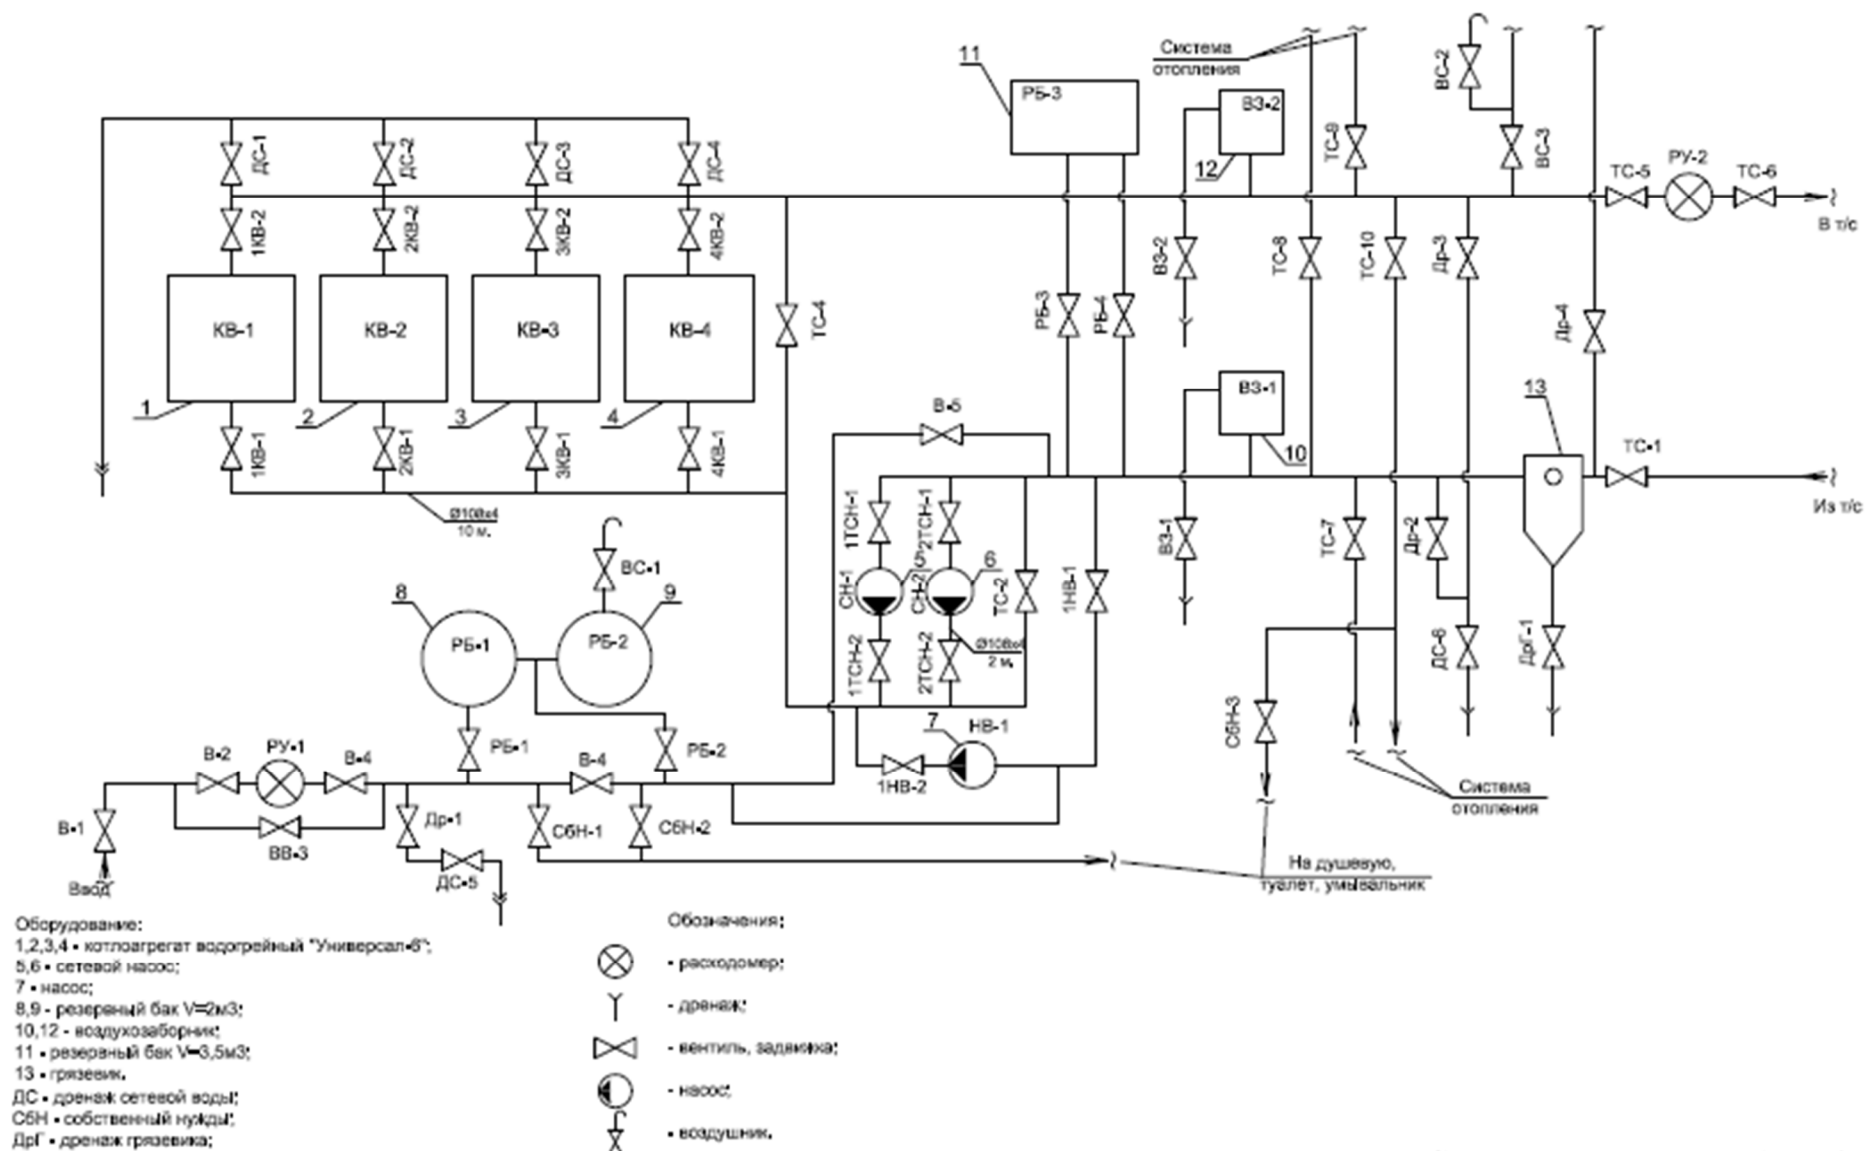 11
РБ-3
Система
отопления
ВЗ-2
12
ТС-9
ВС-2
ВС-3
ТС-5
РУ-2
ТС-6
В т/с
ДС-1
ДС-2
ДС-3
ДС-4
1КВ-2
2КВ-2
3КВ-2
4КВ-2
КВ-1
КВ-2
КВ-3
КВ-4
1
2
3
4
1КВ-1
2КВ-1
3КВ-1
4КВ-1
Ø108х4
10 м.
ТС-4
РБ-3
РБ-4
ВЗ-2
ТС-8
ТС-10
Др-3
Др-4
В-5
ВЗ-1
10
13
ТС-1
Из т/с
1ТСН-1
2ТСН-1
СН-1
5
СН-2
6
ТС-2
1НВ-1
1ТСН-2
2ТСН-2
Ø108х4
2 м.
ВЗ-1
ТС-7
Др-2
ДС-6
ДрГ-1
СбН-3
8
РБ-1
ВС-1
9
РБ-2
7
НВ-1
1НВ-2
РБ-1
РБ-2
В-2
РУ-1
В-4
В-4
В-1
ВВ-3
Др-1
ДС-5
СбН-1
СбН-2
Ввод
Система
отопления
На душевую,
туалет, умывальник
Оборудование:
1,2,3,4 - котлоагрегат водогрейный "Универсал-6";
5,6 - сетевой насос;
7 - насос;
8,9 - резервный бак V=2м3;
10,12 - воздухозаборник;
11 - резервный бак V=3,5м3;
13 - грязевик.
ДС - дренаж сетевой воды;
СбН - собственный нужды;
ДрГ - дренаж грязевика;
Обозначения:
- расходомер;
- дренаж;
- вентиль, задвижка;
- насос;
- воздушник.